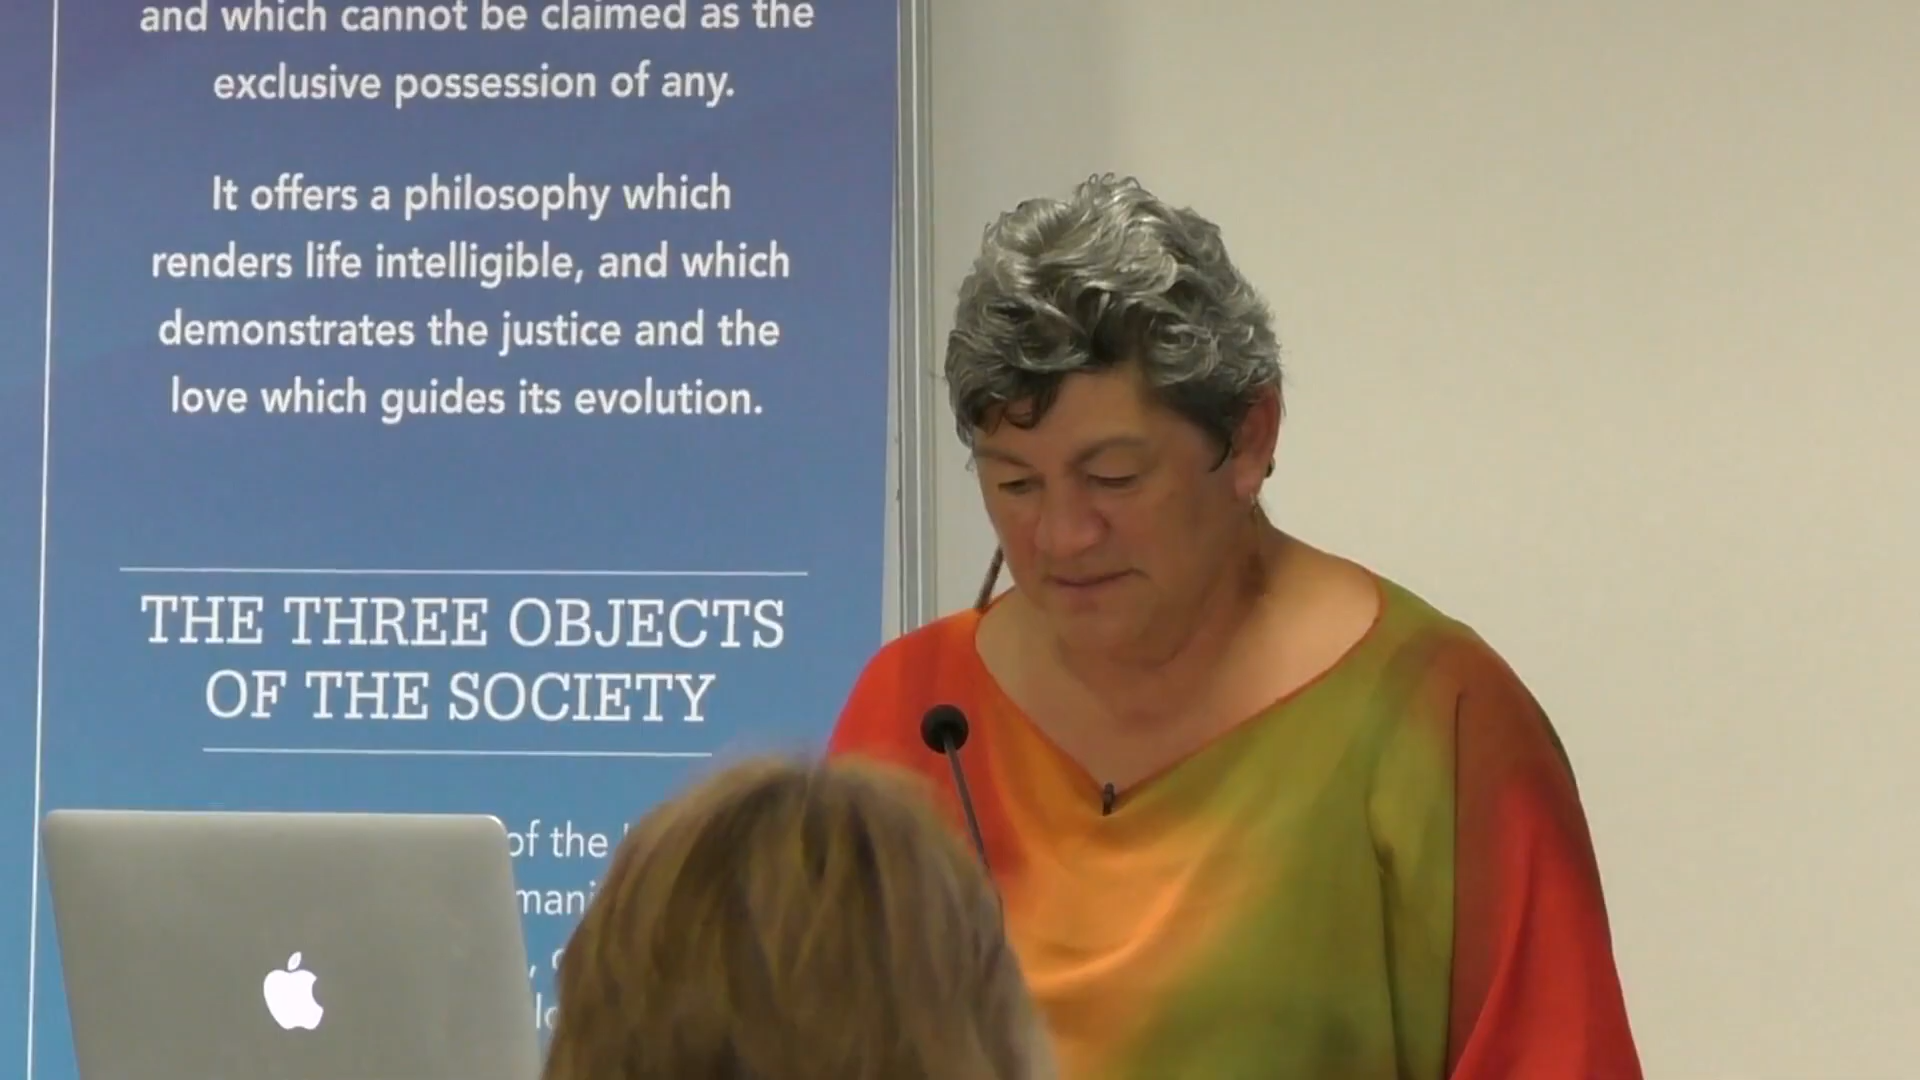 and which cannot be claimed as the
exclusive possession of any.
It offers a philosophy which
renders life intelligible, and which
demonstrates the justice and the
love which guides its evolution.
THE THREE OBJECTS
OF THE SOCIETY
of the